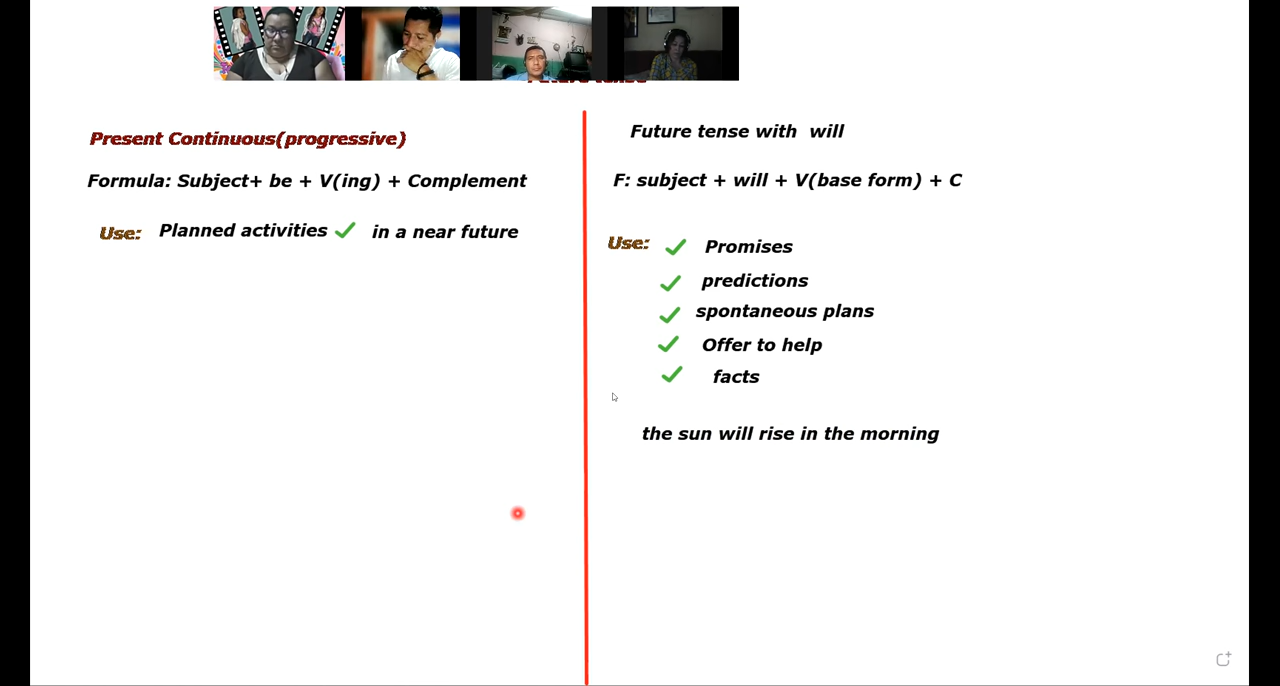 Present Continuous(progressive)
Formula: Subject+ be + V(ing) + Complement
Use: Planned activities in a near future
Future tense with will
F: subject + will + V(base form) + C
Use: Promises
predictions
spontaneous plans
Offer to help
facts
the sun will rise in the morning